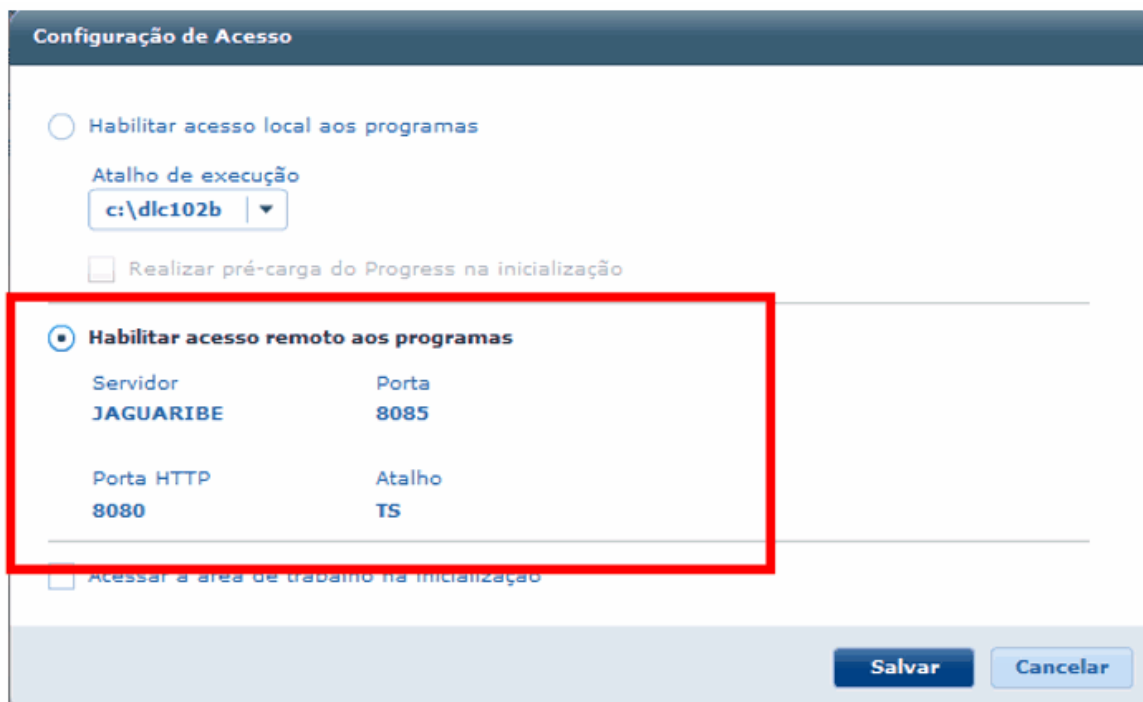 Configuração de Acesso
Habilitar acesso local aos programas
Atalho de execução
c:\dlc102b
Realizar pré-carga do Progress na inicialização
Habilitar acesso remoto aos programas
Servidor Porta
JAGUARIBE 8085
Porta HTTP Atalho
8080 TS
Acessar a área de trabalho na inicialização
Salvar Cancelar